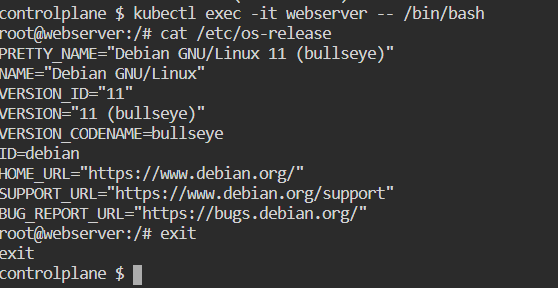 controlplane $ kubectl exec -it webserver -- /bin/bash
root@webserver:/# cat /etc/os-release
PRETTY_NAME="Debian GNU/Linux 11 (bullseye)"
NAME="Debian GNU/Linux"
VERSION_ID="11"
VERSION="11 (bullseye)"
VERSION_CODENAME=bullseye
ID=debian
HOME_URL="https://www.debian.org/"
SUPPORT_URL="https://www.debian.org/support"
BUG_REPORT_URL="https://bugs.debian.org/"
root@webserver:/# exit
exit
controlplane $